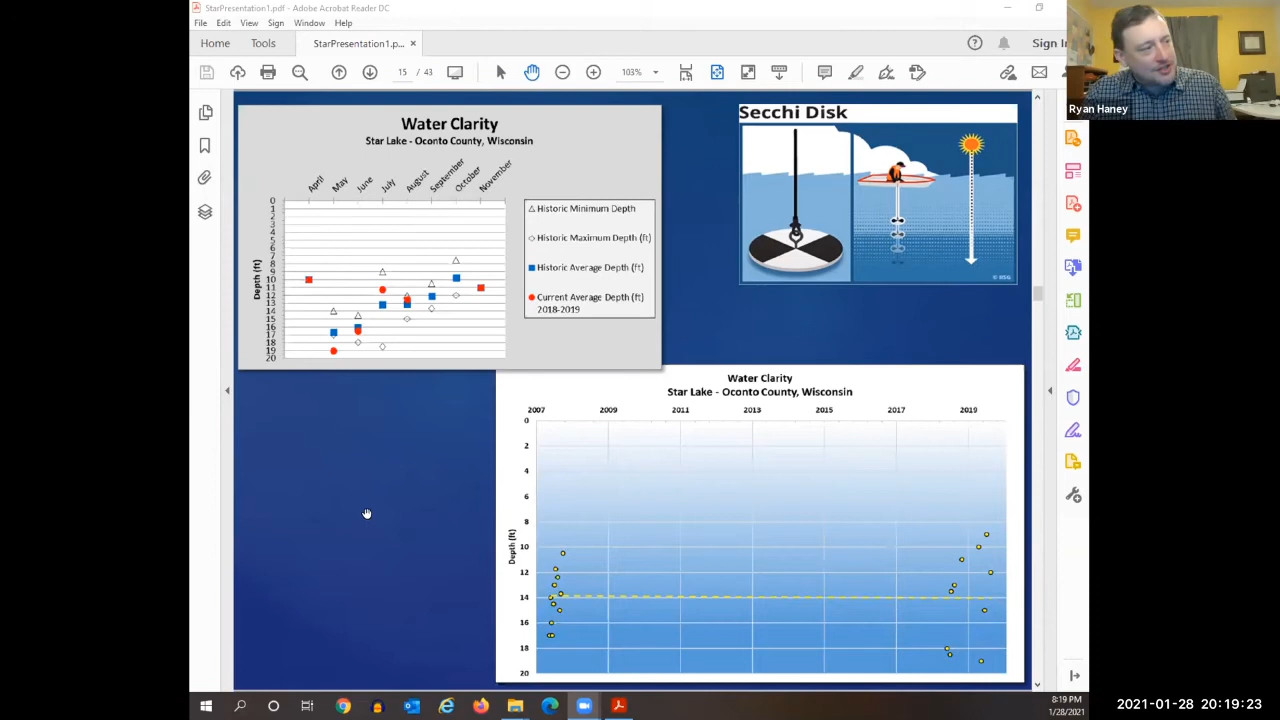 StarPresentation1.pdf - Adobe Acrobat Reader DC
File Edit View Sign Window Help
Home Tools StarPresentation1.p... × Sign In
15 / 43 103%
Ryan Haney
Water Clarity
Star Lake - Oconto County, Wisconsin
April May June July August September October November
0
1
2
3
4
5
6
7
8
9
10
11
12
13
14
15
16
17
18
19
20
Depth (ft)
Historic Minimum Depth
Historic Maximum Depth (ft)
Historic Average Depth (ft)
Current Average Depth (ft)
2018-2019
Secchi Disk
Water Clarity
Star Lake - Oconto County, Wisconsin
2007 2009 2011 2013 2015 2017 2019
0
2
4
6
8
10
12
14
16
18
20
Depth (ft)
8:19 PM
1/28/2021
2021-01-28 20:19:23